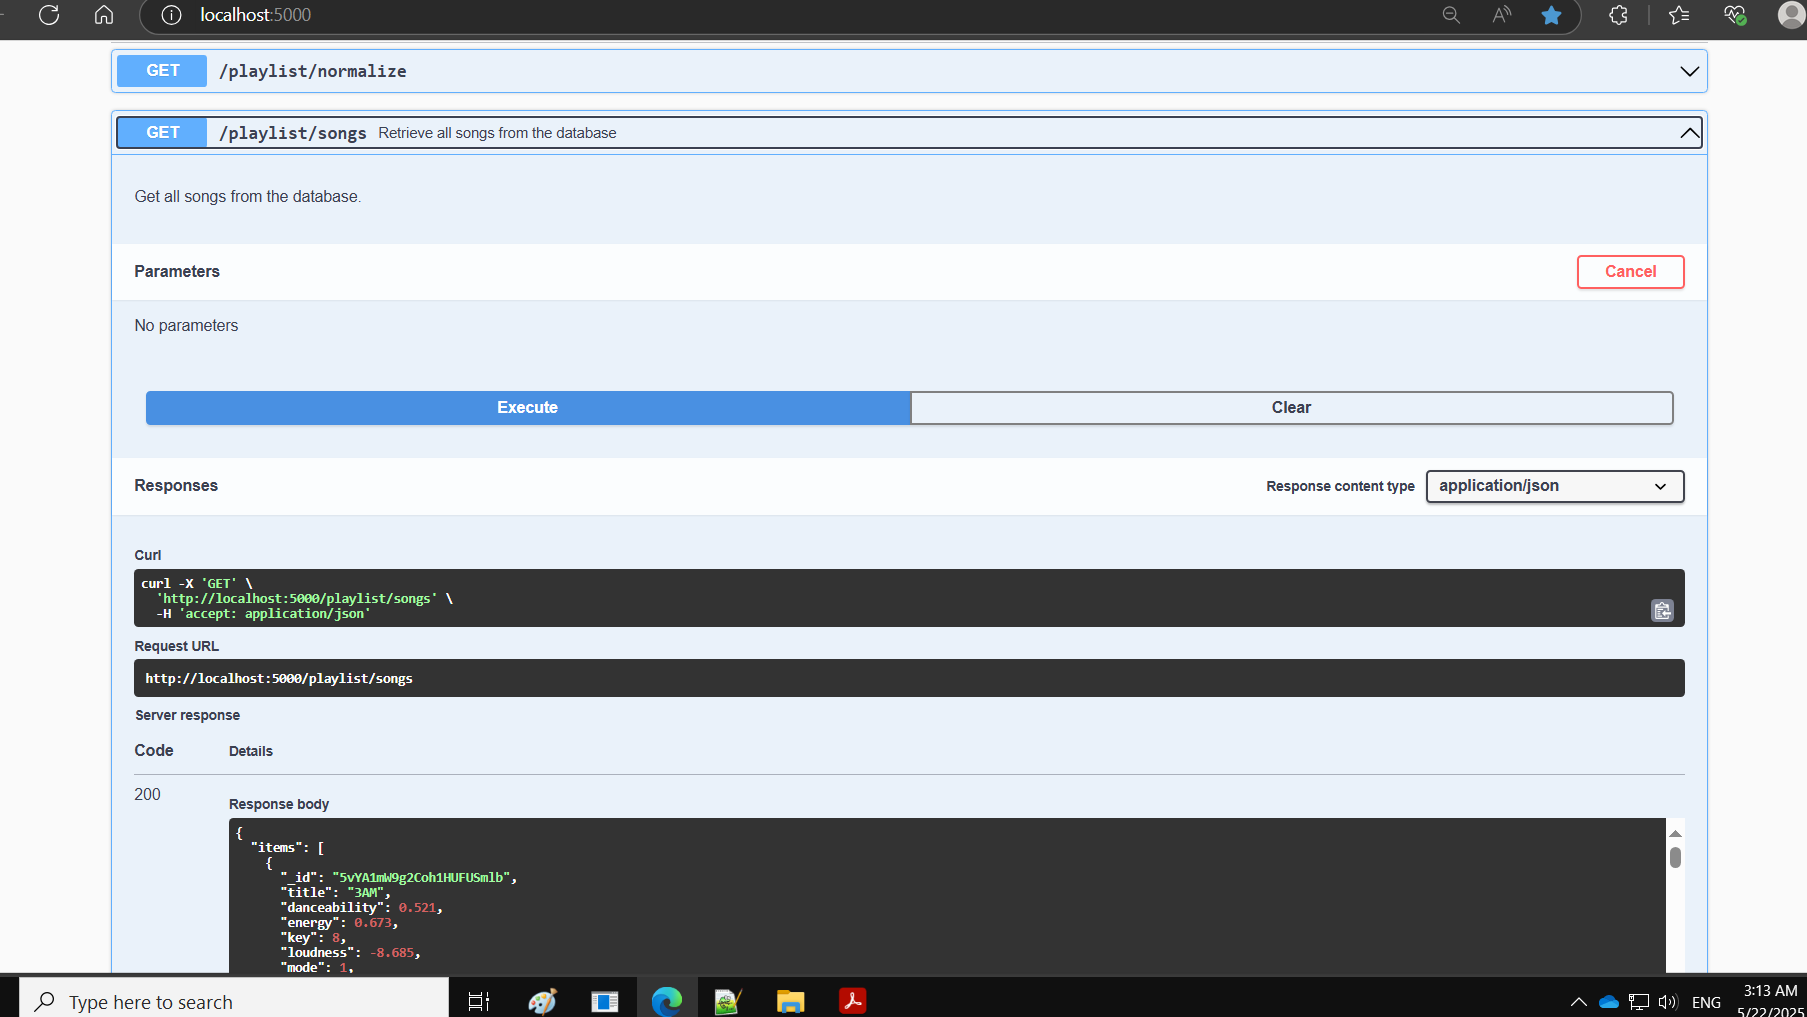 localhost:5000
GET /playlist/normalize
GET /playlist/songs Retrieve all songs from the database
Get all songs from the database.
Parameters
Cancel
No parameters
Execute
Clear
Responses
Response content type
application/json
Curl
curl -X 'GET' \
'http://localhost:5000/playlist/songs' \
-H 'accept: application/json'
Request URL
http://localhost:5000/playlist/songs
Server response
Code
Details
200
Response body
{
"items": [
{
"_id": "5vYA1mW9g2Coh1HUFUSmlb",
"title": "3AM",
"danceability": 0.521,
"energy": 0.673,
"key": 8,
"loudness": -8.685,
"mode": 1,
Type here to search
ENG
3:13 AM
5/22/2025